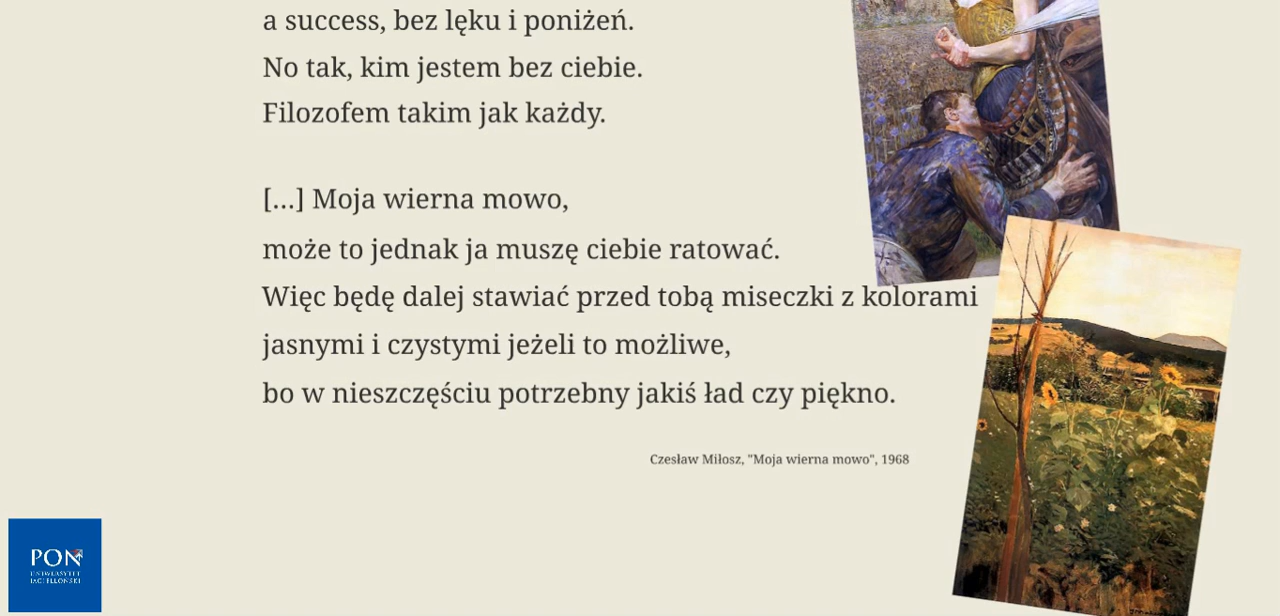 a success, bez lęku i poniżeń.
No tak, kim jestem bez ciebie.
Filozofem takim jak każdy.
[...] Moja wierna mowo,
może to jednak ja muszę ciebie ratować.
Więc będę dalej stawiać przed tobą miseczki z kolorami
jasnymi i czystymi jeżeli to możliwe,
bo w nieszczęściu potrzebny jakiś ład czy piękno.
Czesław Miłosz, "Moja wierna mowo", 1968
PON
UNIWERSYTET
JAGIELLOŃSKI